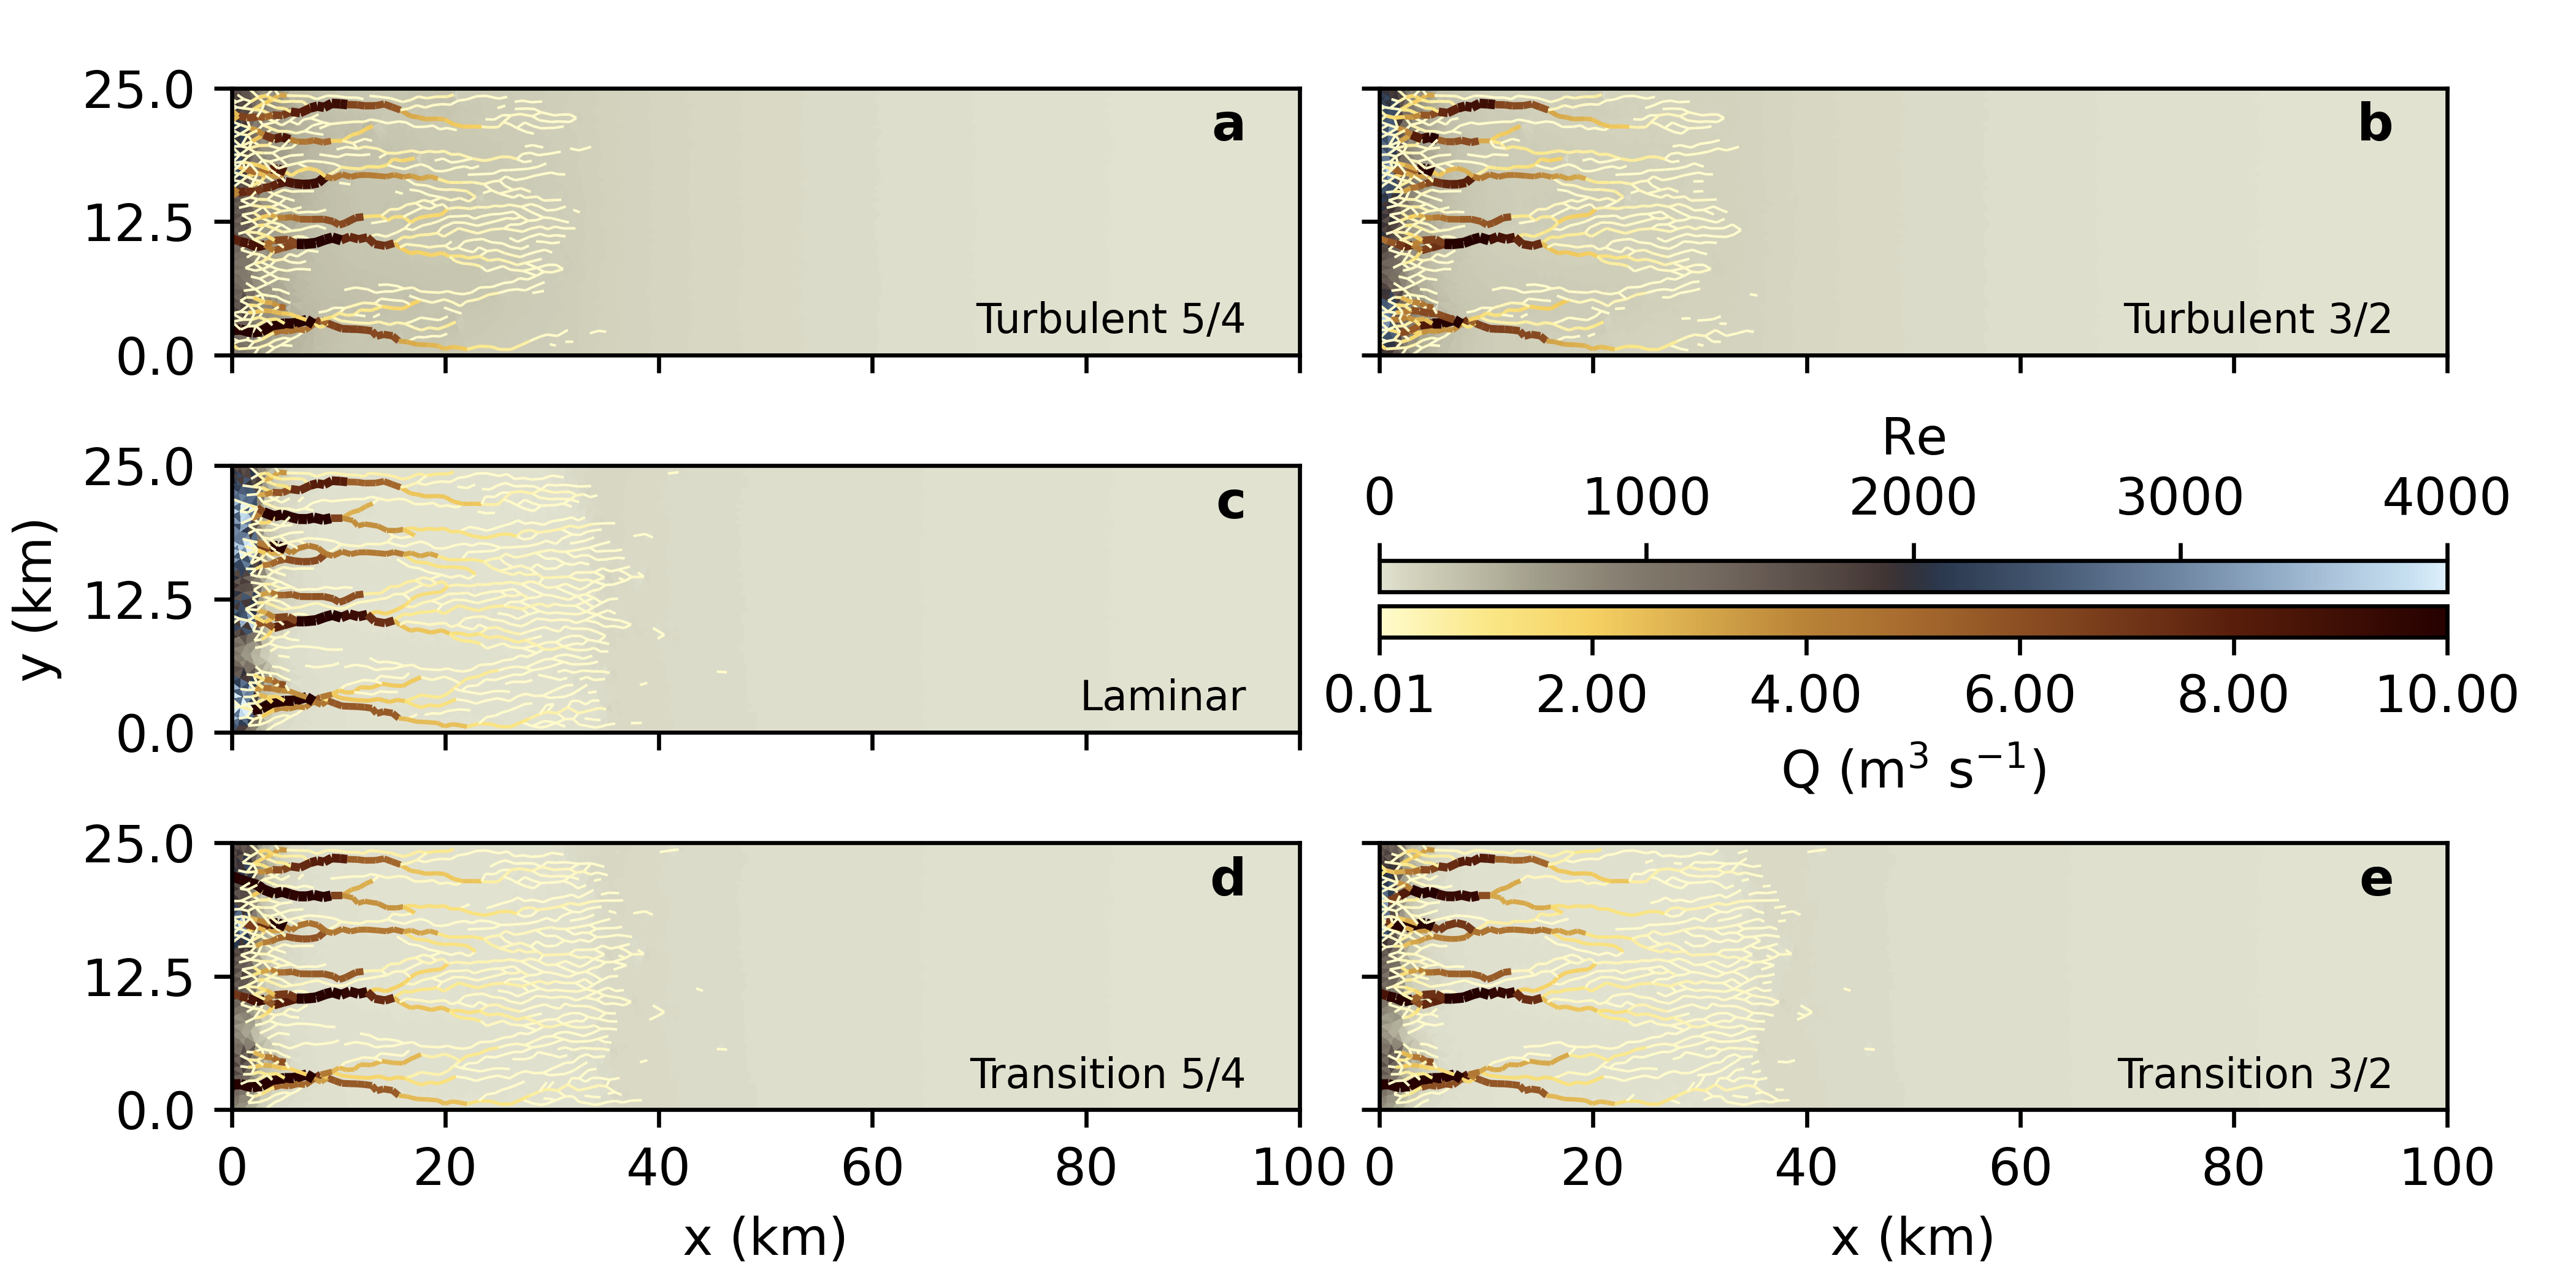 25.0
12.5
0.0
a
Turbulent 5/4
b
Turbulent 3/2
y (km)
25.0
12.5
0.0
c
Laminar
Re
0 1000 2000 3000 4000
0.01 2.00 4.00 6.00 8.00 10.00
Q (m³ s⁻¹)
25.0
12.5
0.0
d
Transition 5/4
e
Transition 3/2
0 20 40 60 80 100
0 20 40 60 80 100
x (km)
x (km)